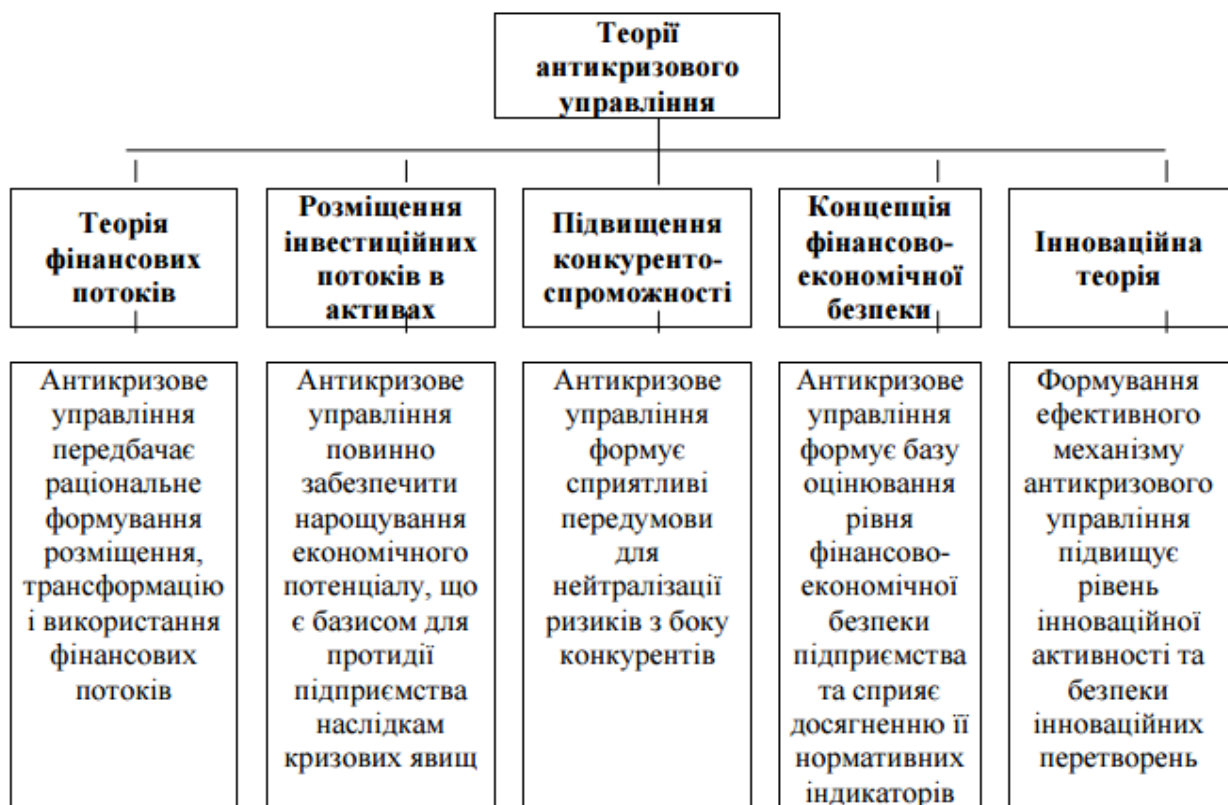 Теорії
антикризового
управління
Теорія
фінансових
потоків
Розміщення
інвестиційних
потоків в
активах
Підвищення
конкуренто-
спроможності
Концепція
фінансово-
економічної
безпеки
Інноваційна
теорія
Антикризове
управління
передбачає
раціональне
формування
розміщення,
трансформацію
і використання
фінансових
потоків
Антикризове
управління
повинно
забезпечити
нарощування
економічного
потенціалу, що
є базисом для
протидії
підприємства
наслідкам
кризових явищ
Антикризове
управління
формує
сприятливі
передумови
для
нейтралізації
ризиків з боку
конкурентів
Антикризове
управління
формує базу
оцінювання
рівня
фінансово-
економічної
безпеки
підприємства
та сприяє
досягненню її
нормативних
індикаторів
Формування
ефективного
механізму
антикризового
управління
підвищує
рівень
інноваційної
активності та
безпеки
інноваційних
перетворень